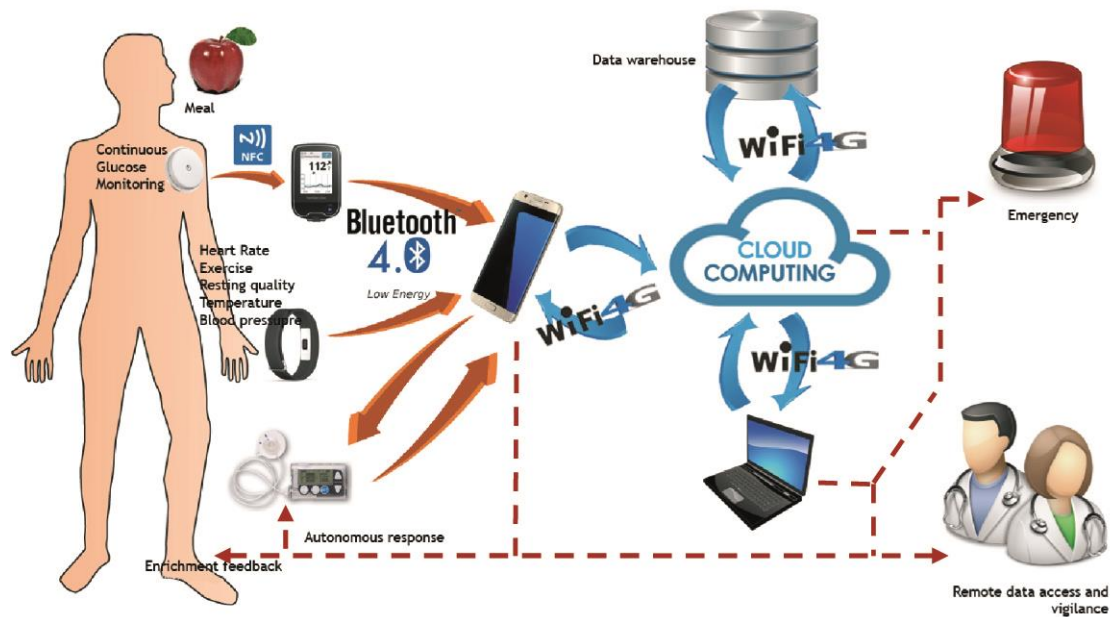 Data warehouse
Meal
WiFi4G
NFC
Continuous
Glucose
Monitoring
112
Emergency
Bluetooth
4.0
Low Energy
CLOUD
COMPUTING
Heart Rate
Exercise
Resting quality
Temperature
Blood pressure
WiFi4G
WiFi4G
Autonomous response
Enrichment feedback
Remote data access and
vigilance